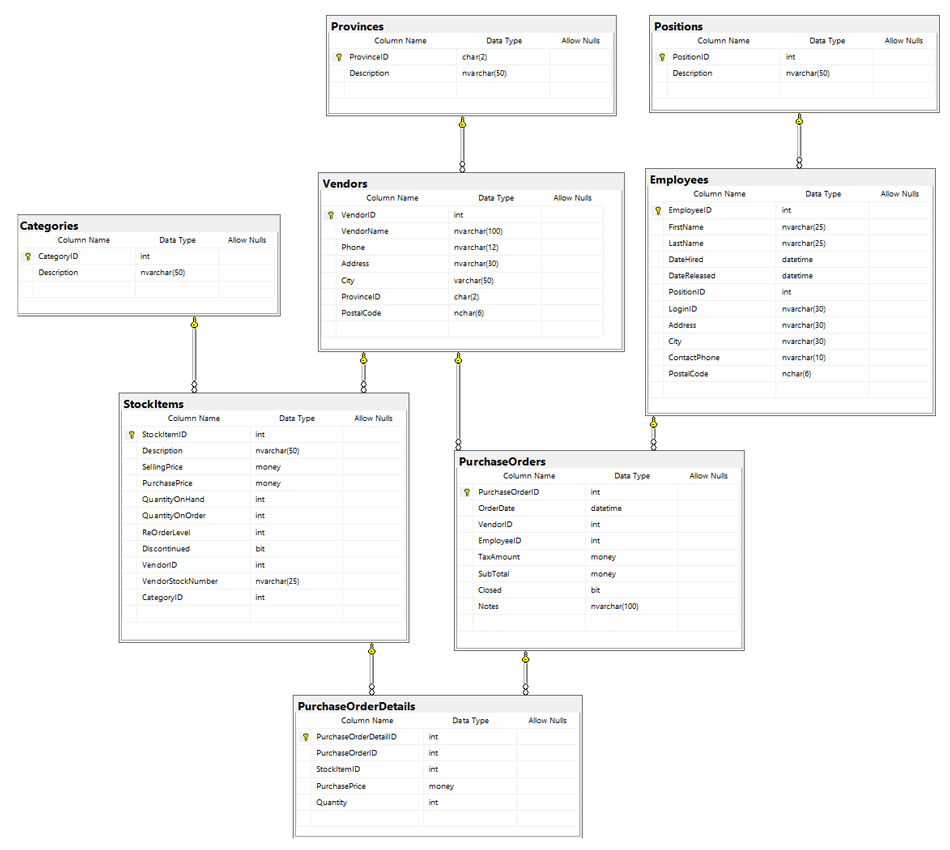 Provinces
Column Name Data Type Allow Nulls
ProvinceID char(2)
Description nvarchar(50)
Positions
Column Name Data Type Allow Nulls
PositionID int
Description nvarchar(50)
Vendors
Column Name Data Type Allow Nulls
VendorID int
VendorName nvarchar(100)
Phone nvarchar(12)
Address nvarchar(30)
City varchar(50)
ProvinceID char(2)
PostalCode nchar(6)
Employees
Column Name Data Type Allow Nulls
EmployeeID int
FirstName nvarchar(25)
LastName nvarchar(25)
DateHired datetime
DateReleased datetime
PositionID int
LoginID nvarchar(30)
Address nvarchar(30)
City nvarchar(30)
ContactPhone nvarchar(10)
PostalCode nchar(6)
Categories
Column Name Data Type Allow Nulls
CategoryID int
Description nvarchar(50)
StockItems
Column Name Data Type Allow Nulls
StockItemID int
Description nvarchar(50)
SellingPrice money
PurchasePrice money
QuantityOnHand int
QuantityOnOrder int
ReOrderLevel int
Discontinued bit
VendorID int
VendorStockNumber nvarchar(25)
CategoryID int
PurchaseOrders
Column Name Data Type Allow Nulls
PurchaseOrderID int
OrderDate datetime
VendorID int
EmployeeID int
TaxAmount money
SubTotal money
Closed bit
Notes nvarchar(100)
PurchaseOrderDetails
Column Name Data Type Allow Nulls
PurchaseOrderDetailID int
PurchaseOrderID int
StockItemID int
PurchasePrice money
Quantity int